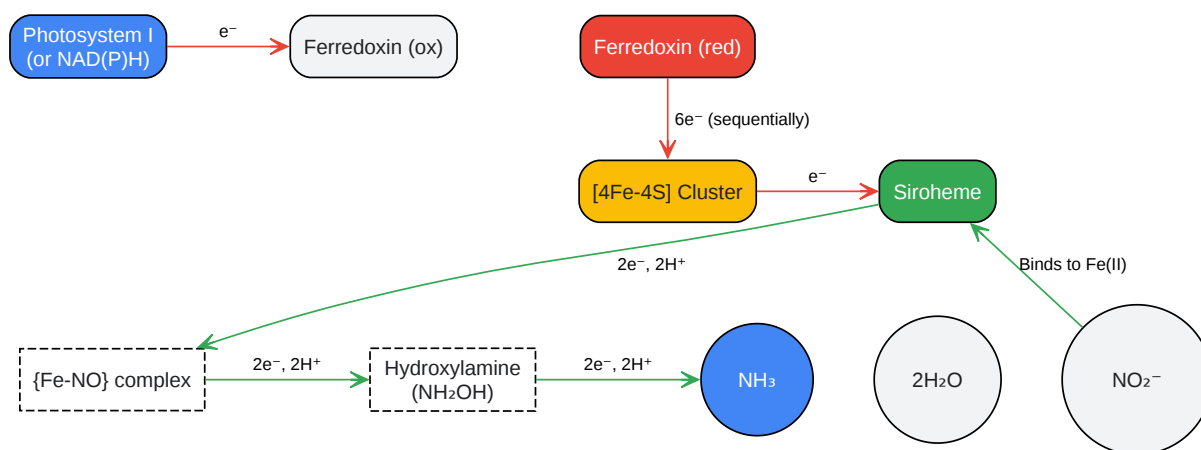 Photosystem I
(or NAD(P)H)
e⁻
Ferredoxin (ox)
Ferredoxin (red)
6e⁻ (sequentially)
[4Fe-4S] Cluster
e⁻
Siroheme
2e⁻, 2H⁺
Binds to Fe(II)
{Fe-NO} complex
2e⁻, 2H⁺
Hydroxylamine
(NH₂OH)
2e⁻, 2H⁺
NH₃
2H₂O
NO₂⁻